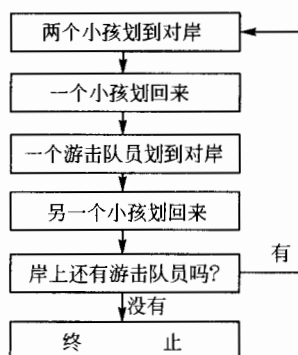 两个小孩划到对岸
一个小孩划回来
一个游击队员划到对岸
另一个小孩划回来
有
岸上还有游击队员吗?
没有
终 止